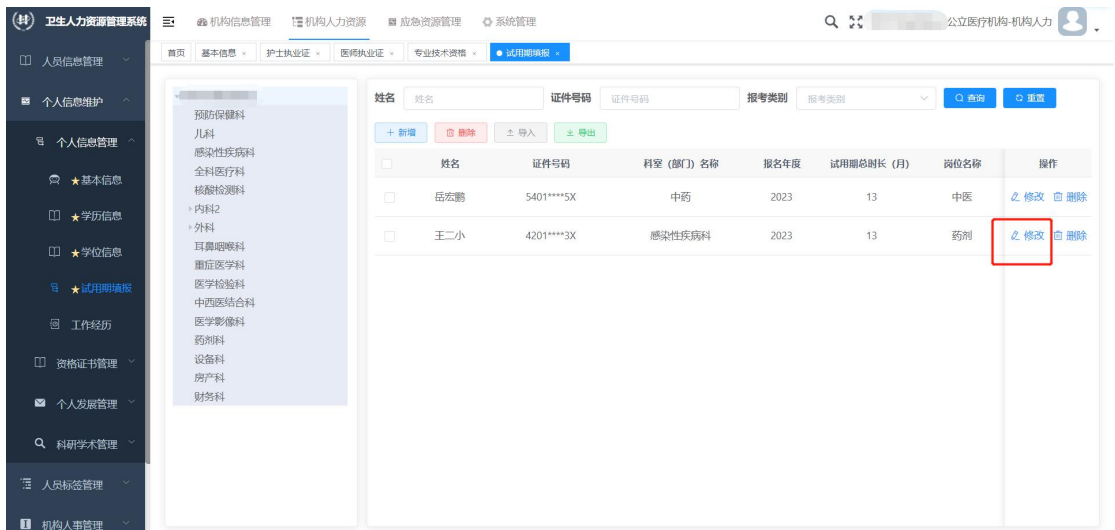 卫生人力资源管理系统 机构信息管理 机构人力资源 应急资源管理 系统管理 公立医疗机构-机构人力
首页 基本信息 × 护士执业证 × 医师执业证 × 专业技术资格 × 试用期填报 ×
人员信息管理
个人信息维护
个人信息管理
★基本信息
★学历信息
★学位信息
★试用期填报
工作经历
资格证书管理
个人发展管理
科研学术管理
人员标签管理
机构人事管理
预防保健科
儿科
感染性疾病科
全科医疗科
核酸检测科
内科2
外科
耳鼻咽喉科
重症医学科
医学检验科
中西医结合科
医学影像科
药剂科
设备科
房产科
财务科
姓名 姓名 证件号码 证件号码 报考类别 报考类别 查询 重置
+ 新增 删除 导入 导出
姓名 证件号码 科室（部门）名称 报名年度 试用期总时长（月） 岗位名称 操作
岳宏鹏 5401****5X 中药 2023 13 中医 修改 删除
王二小 4201****3X 感染性疾病科 2023 13 药剂 修改 删除